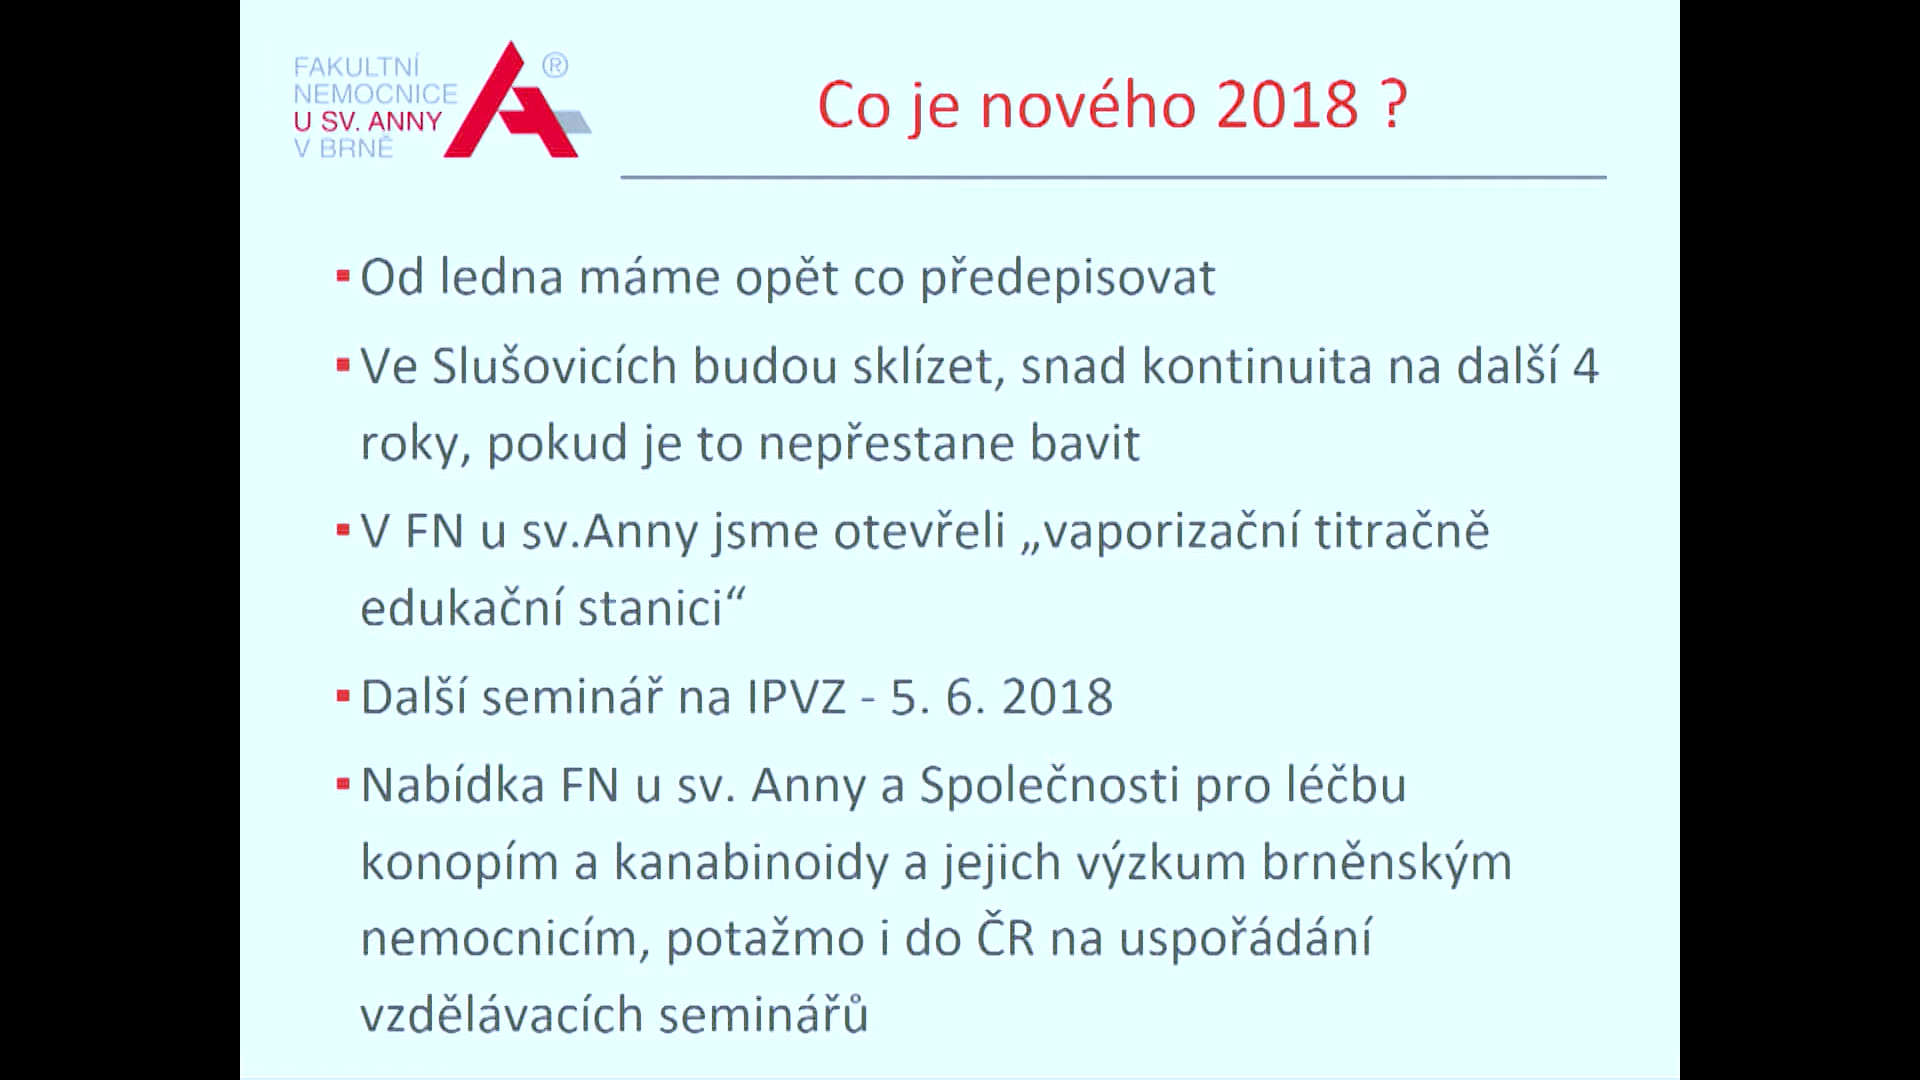 FAKULTNÍ
NEMOCNICE
U SV. ANNY
V BRNĚ
®
Co je nového 2018 ?
Od ledna máme opět co předepisovat
Ve Slušovicích budou sklízet, snad kontinuita na další 4
roky, pokud je to nepřestane bavit
V FN u sv.Anny jsme otevřeli „vaporizační titračně
edukační stanici“
Další seminář na IPVZ - 5. 6. 2018
Nabídka FN u sv. Anny a Společnosti pro léčbu
konopím a kanabinoidy a jejich výzkum brněnským
nemocnicím, potažmo i do ČR na uspořádání
vzdělávacích seminářů